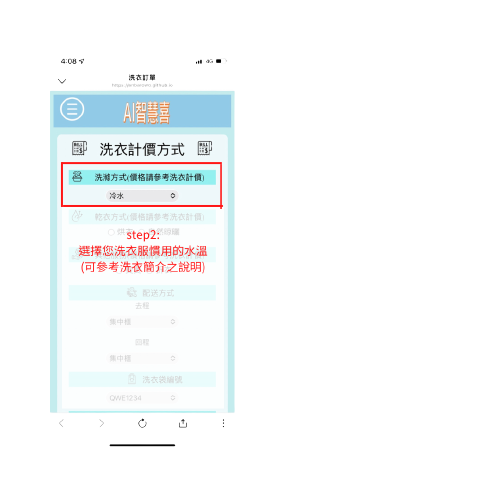 4:08
4G
洗衣訂單
AI智慧喜
洗衣計價方式
洗滌方式(價格請參考洗衣計價)
冷水
乾衣方式(價格請參考洗衣計價)
烘衣
step2:
選擇您洗衣服慣用的水溫
(可參考洗衣簡介之說明)
配送方式
去程
集中櫃
回程
集中櫃
洗衣袋編號
QWE1234